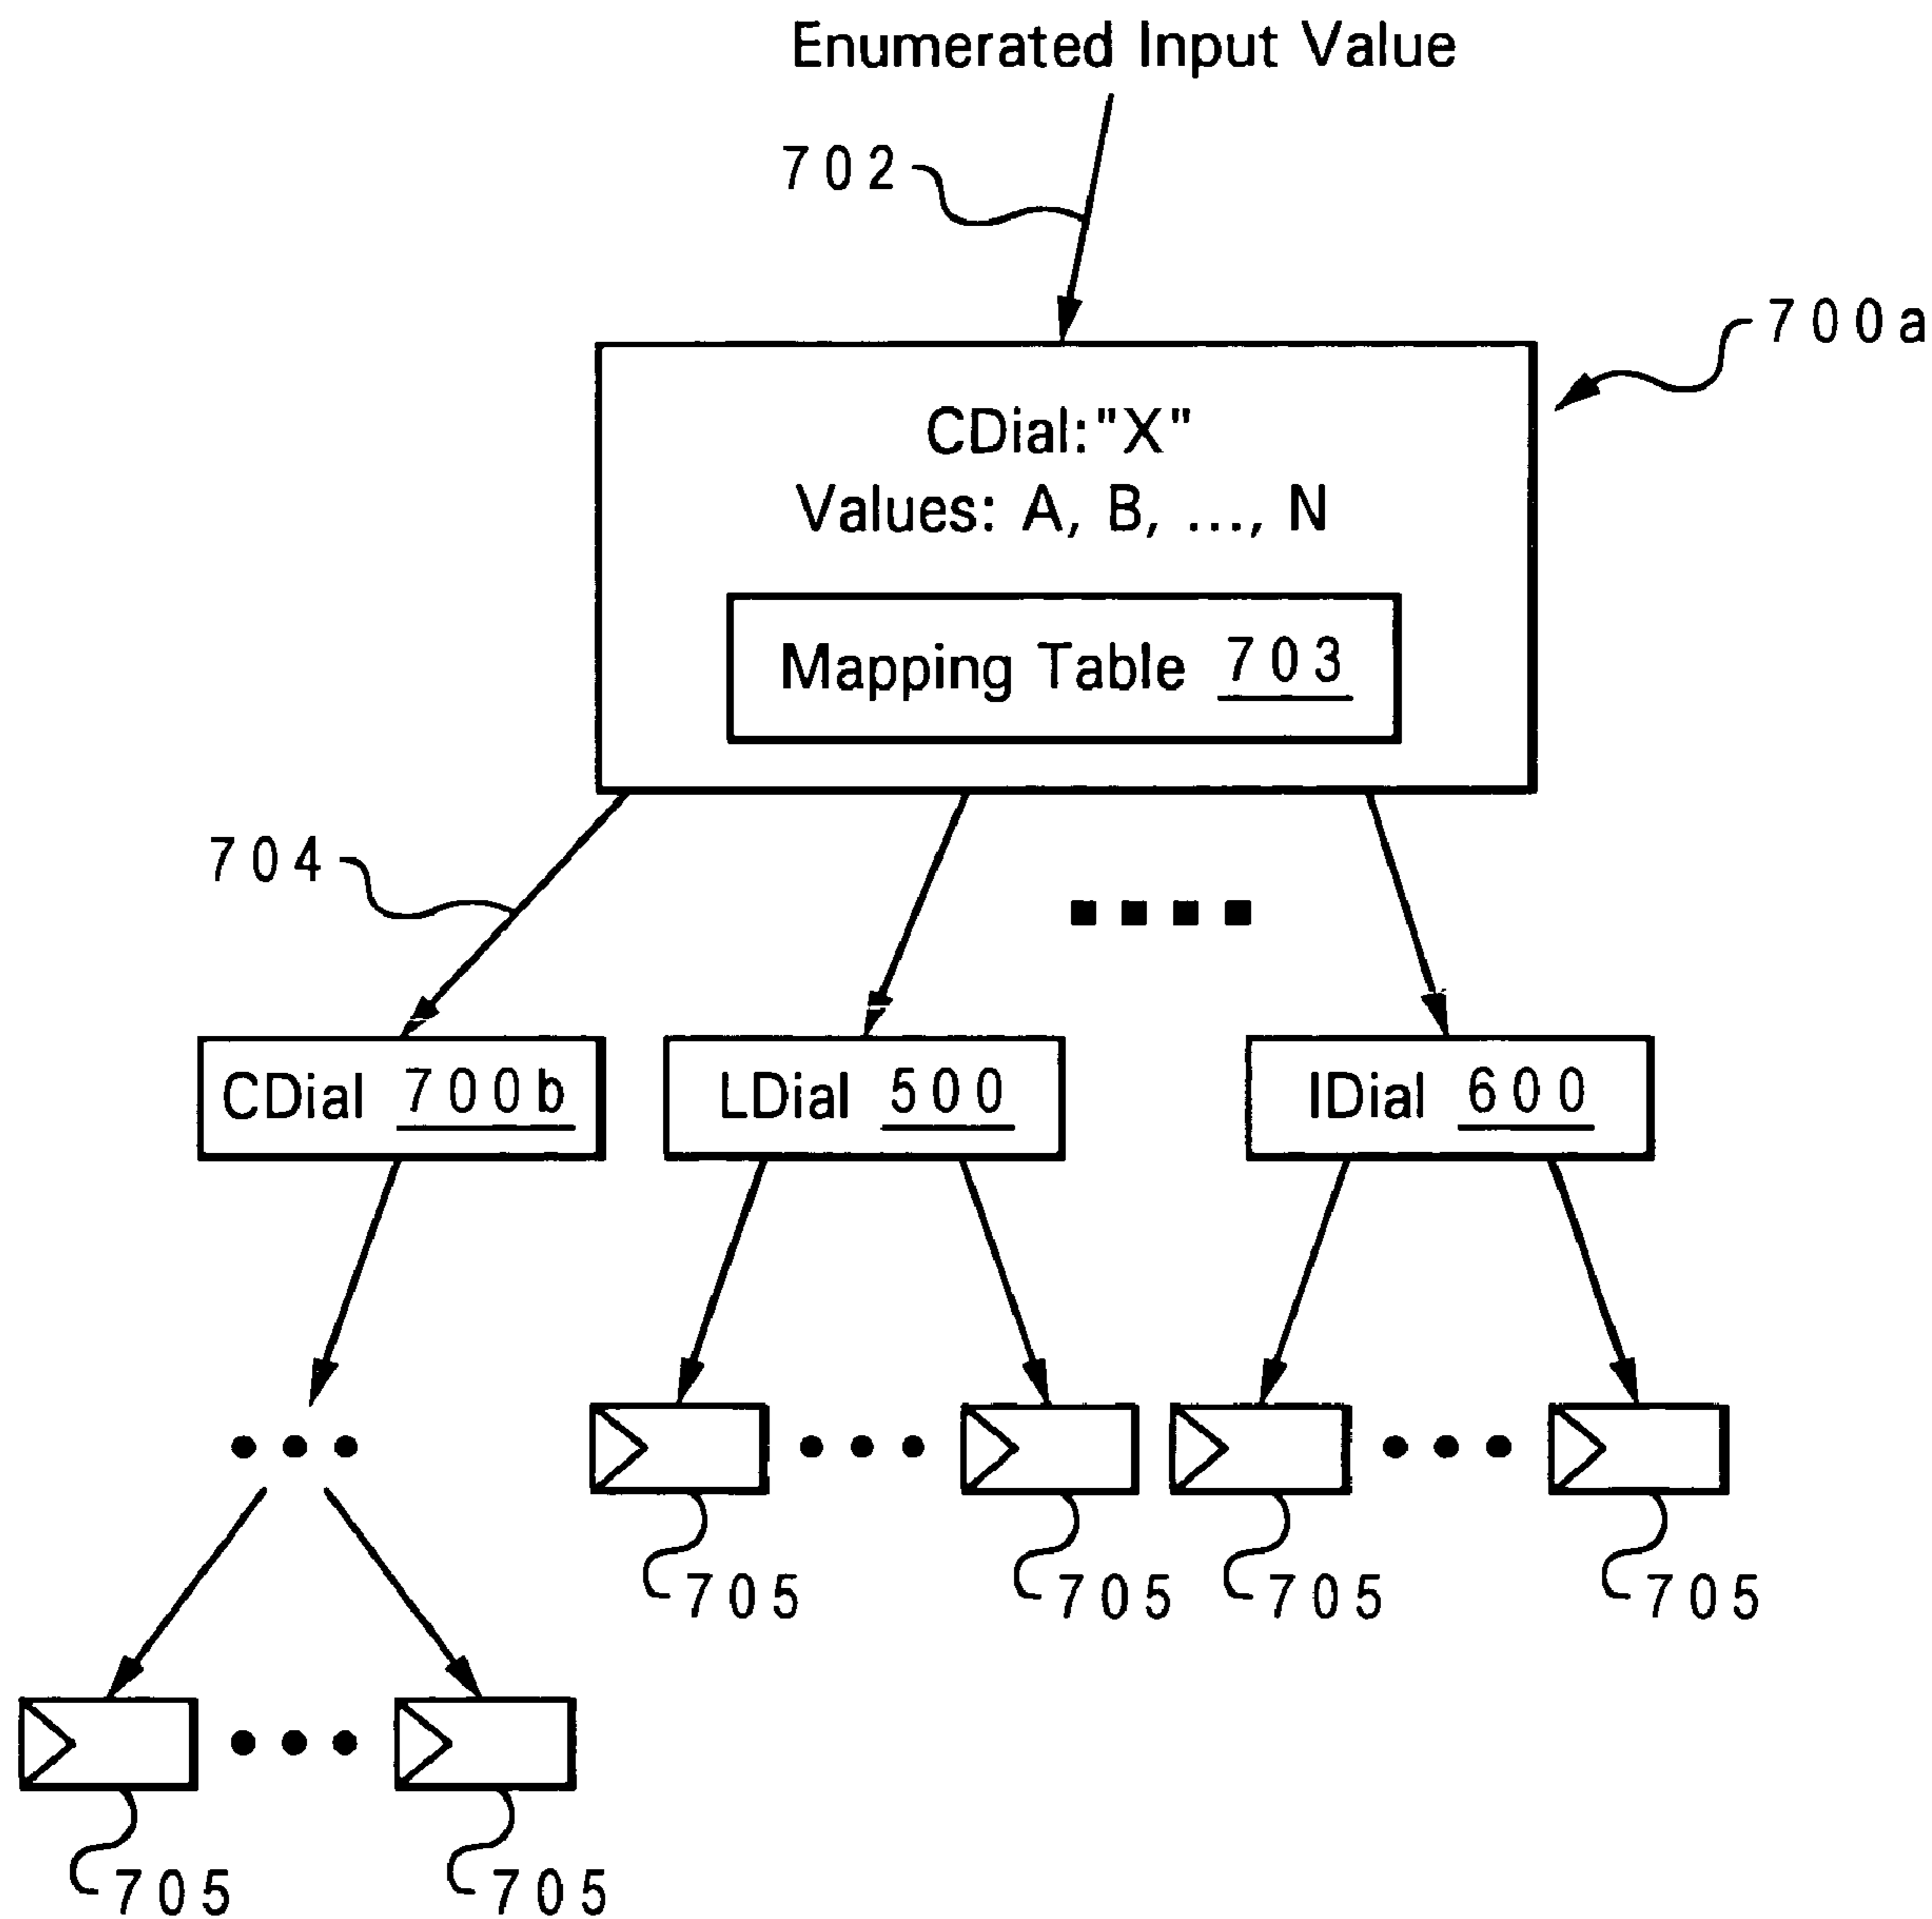 Enumerated Input Value
702
700a
CDial:"X"
Values: A, B, ..., N
Mapping Table 703
704
CDial 700b
LDial 500
IDial 600
705
705
705
705
705
705